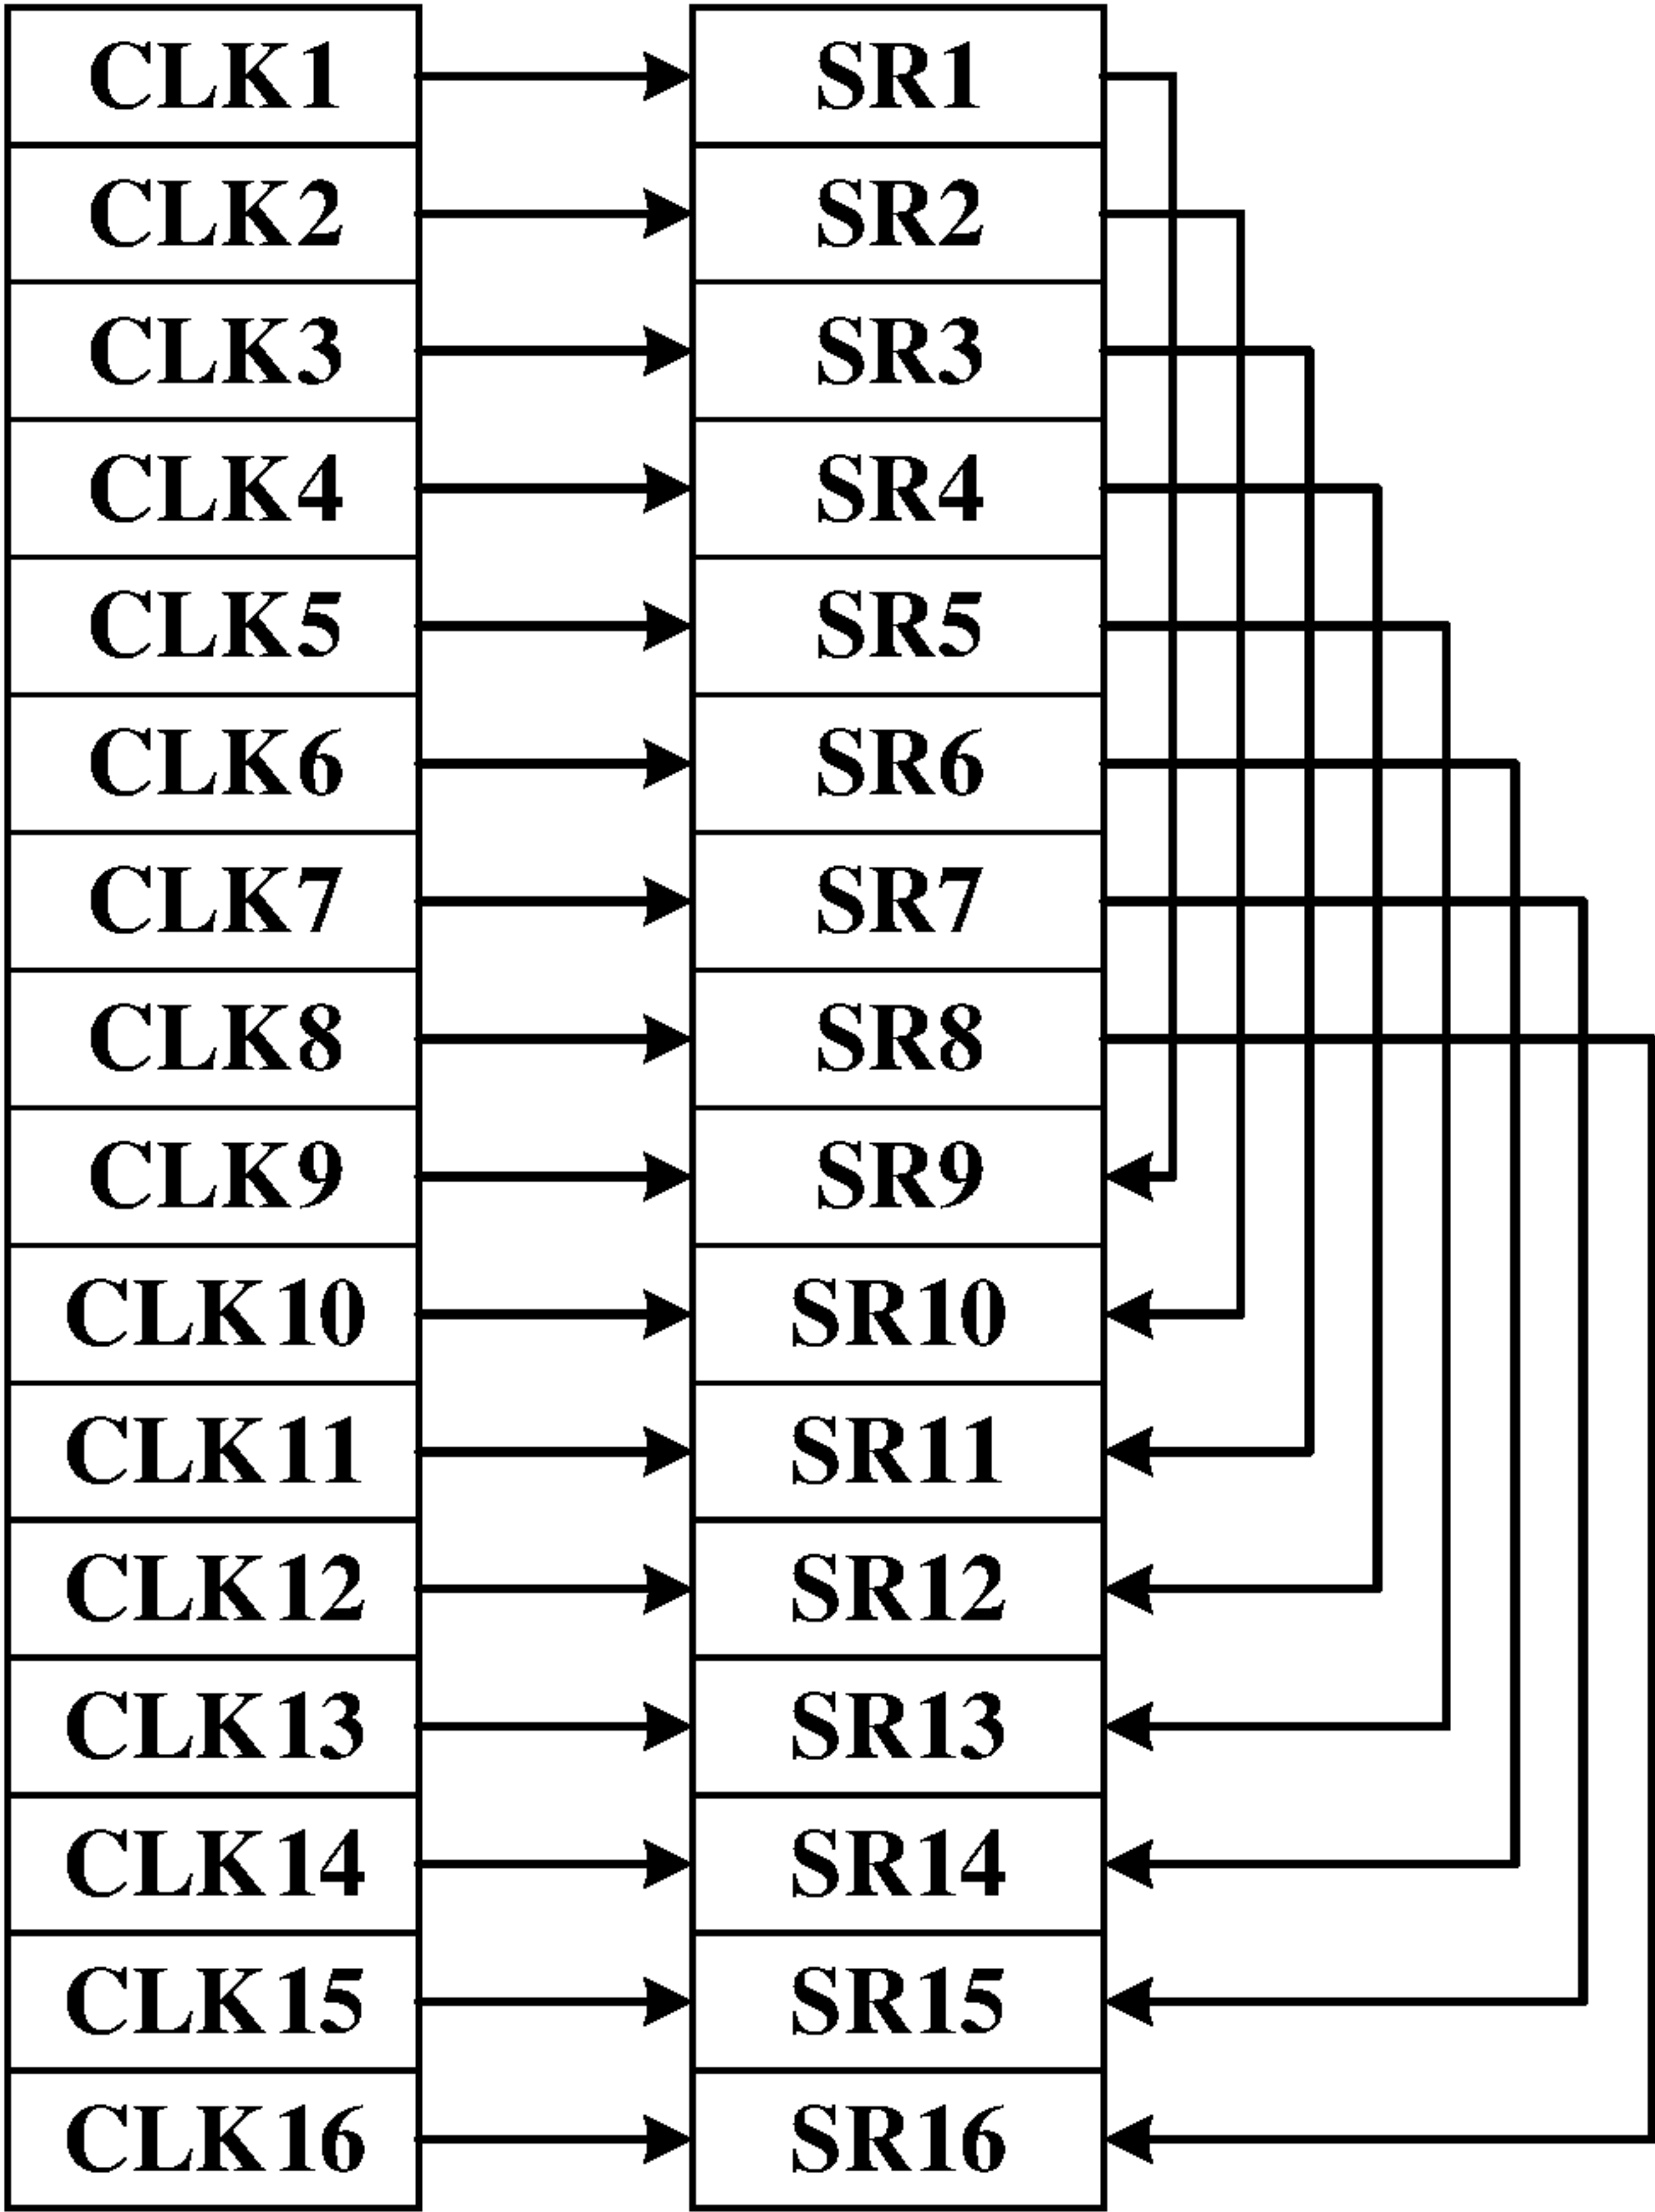 CLK1 SR1
CLK2 SR2
CLK3 SR3
CLK4 SR4
CLK5 SR5
CLK6 SR6
CLK7 SR7
CLK8 SR8
CLK9 SR9
CLK10 SR10
CLK11 SR11
CLK12 SR12
CLK13 SR13
CLK14 SR14
CLK15 SR15
CLK16 SR16